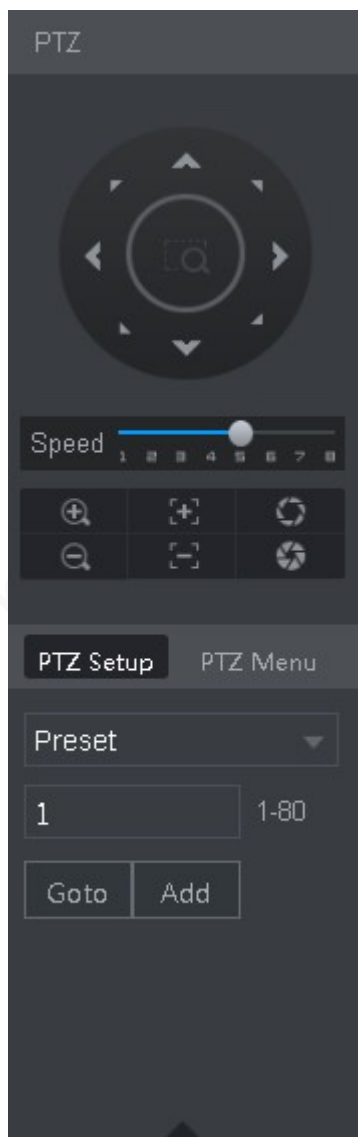 PTZ
Speed
1 2 3 4 5 6 7 8
PTZ Setup PTZ Menu
Preset
1 1-80
Goto Add